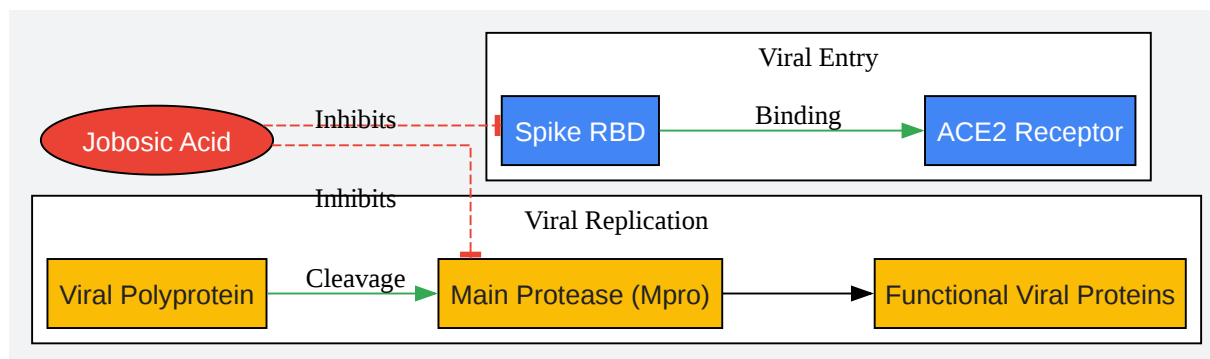 Viral Entry
Jobosic Acid
Inhibits
Spike RBD
Binding
ACE2 Receptor
Inhibits
Viral Replication
Viral Polyprotein
Cleavage
Main Protease (Mpro)
Functional Viral Proteins